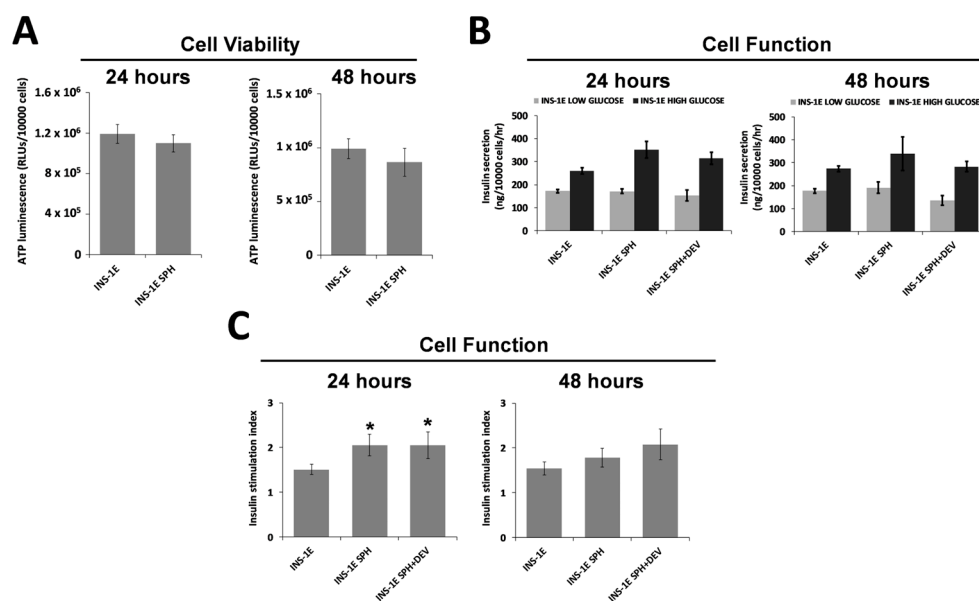 A
Cell Viability
24 hours
ATP luminescence (RLUs/10000 cells)
1.6 x 10⁶
1.2 x 10⁶
8 x 10⁵
4 x 10⁵
0
INS-1E
INS-1E SPH
48 hours
ATP luminescence (RLUs/10000 cells)
1.5 x 10⁶
1 x 10⁶
5 x 10⁵
0
INS-1E
INS-1E SPH
B
Cell Function
24 hours
INS-1E LOW GLUCOSE INS-1E HIGH GLUCOSE
Insulin secretion
(ng/10000 cells/hr)
500
400
300
200
100
0
INS-1E
INS-1E SPH
INS-1E SPH+DEV
48 hours
INS-1E LOW GLUCOSE INS-1E HIGH GLUCOSE
Insulin secretion
(ng/10000 cells/hr)
500
400
300
200
100
0
INS-1E
INS-1E SPH
INS-1E SPH+DEV
C
Cell Function
24 hours
Insulin stimulation index
3
2
1
0
*
*
INS-1E
INS-1E SPH
INS-1E SPH+DEV
48 hours
Insulin stimulation index
3
2
1
0
INS-1E
INS-1E SPH
INS-1E SPH+DEV